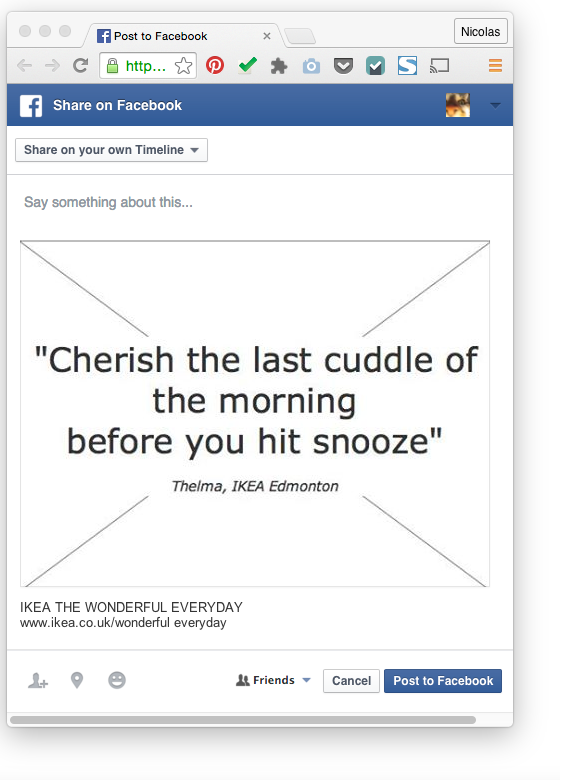 Nicolas
Post to Facebook
http...
Share on Facebook
Share on your own Timeline
Say something about this...
"Cherish the last cuddle of
the morning
before you hit snooze"
Thelma, IKEA Edmonton
IKEA THE WONDERFUL EVERYDAY
www.ikea.co.uk/wonderful everyday
Friends
Cancel
Post to Facebook